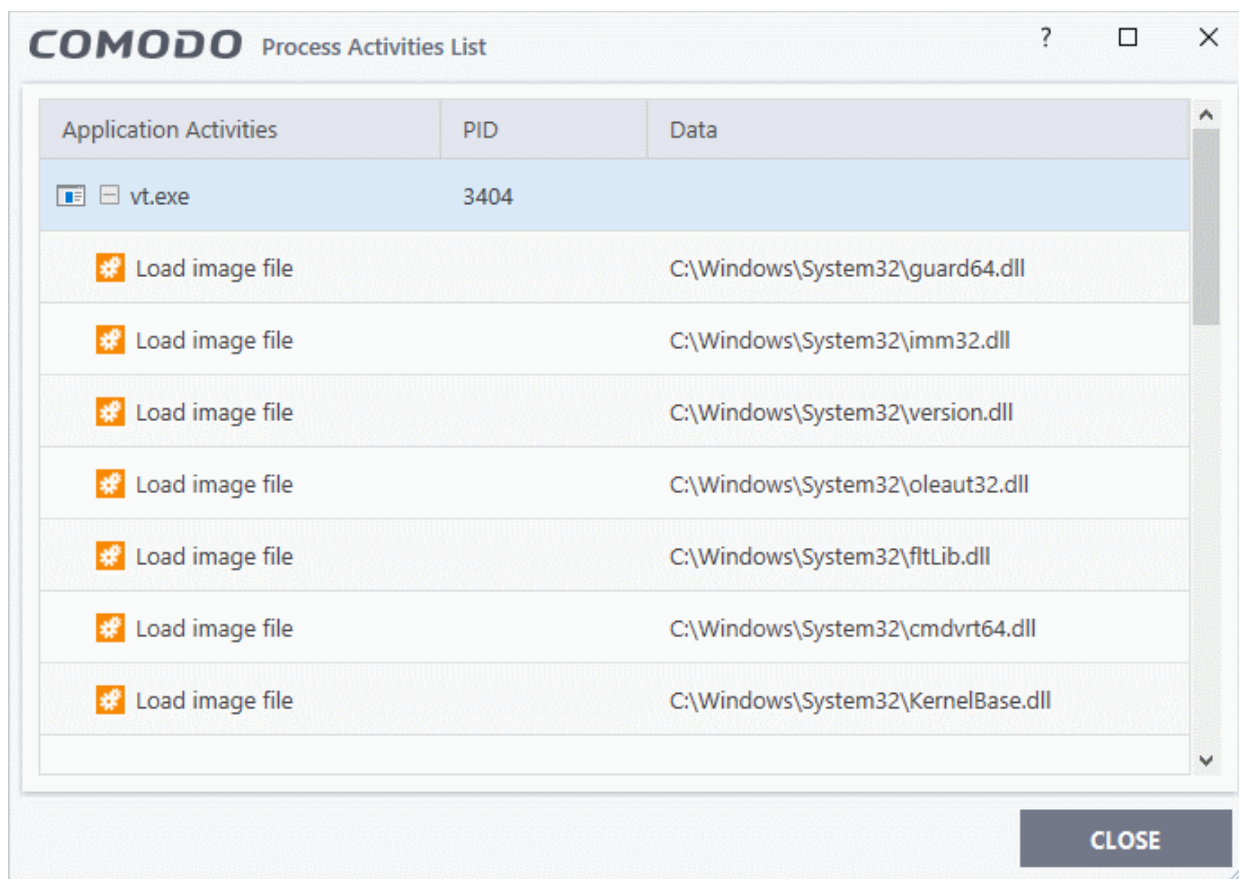 COMODO Process Activities List ?
Application Activities PID Data
vt.exe 3404
Load image file C:\Windows\System32\guard64.dll
Load image file C:\Windows\System32\imm32.dll
Load image file C:\Windows\System32\version.dll
Load image file C:\Windows\System32\oleaut32.dll
Load image file C:\Windows\System32\fltLib.dll
Load image file C:\Windows\System32\cmdvrt64.dll
Load image file C:\Windows\System32\KernelBase.dll
CLOSE